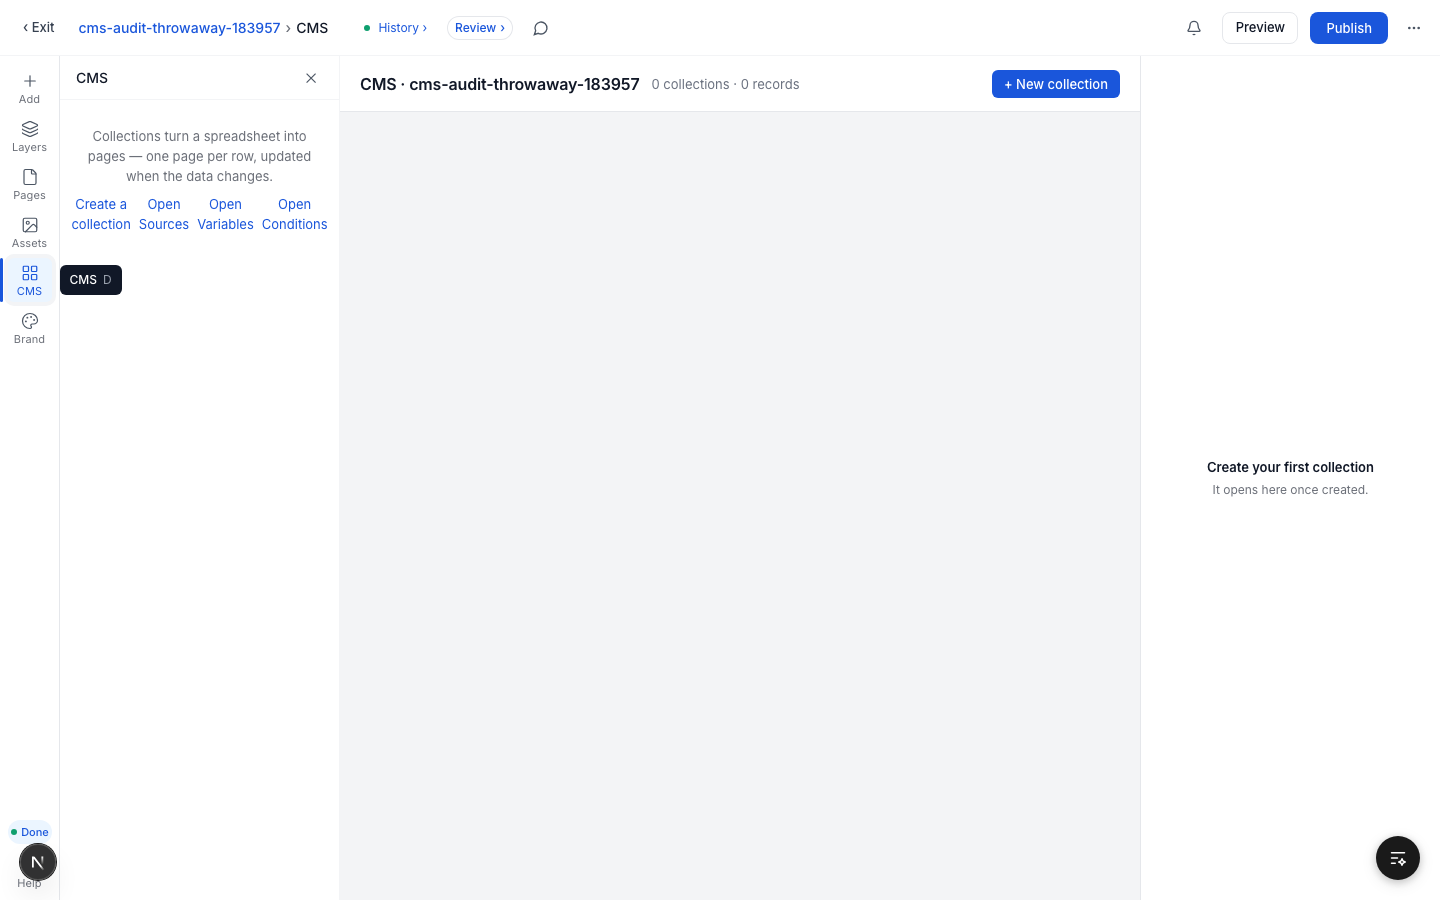 ‹ Exit
cms-audit-throwaway-183957 › CMS
History ›
Review ›
Preview
Publish
Add
Layers
Pages
Assets
CMS
Brand
Done
N
Help
CMS
Collections turn a spreadsheet into
pages — one page per row, updated
when the data changes.
Create a collection
Open Sources
Open Variables
Open Conditions
CMS D
CMS · cms-audit-throwaway-183957
0 collections · 0 records
+ New collection
Create your first collection
It opens here once created.